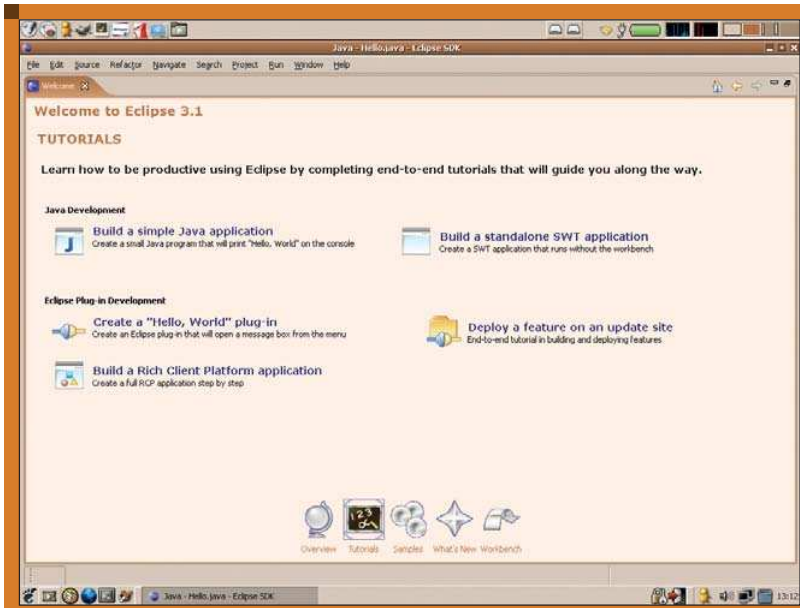 Java - Hello.java - Eclipse SDK
File Edit Source Refactor Navigate Search Project Run Window Help
Welcome
Welcome to Eclipse 3.1
TUTORIALS
Learn how to be productive using Eclipse by completing end-to-end tutorials that will guide you along the way.
Java Development
Build a simple Java application
Create a small Java program that will print "Hello, World" on the console
Build a standalone SWT application
Create a SWT application that runs without the workbench
Eclipse Plug-in Development
Create a "Hello, World" plug-in
Create an Eclipse plug-in that will open a message box from the menu
Deploy a feature on an update site
End-to-end tutorial in building and deploying features
Build a Rich Client Platform application
Create a full RCP application step by step
Overview Tutorials Samples What's New Workbench
Java - Hello.java - Eclipse SDK
13:12